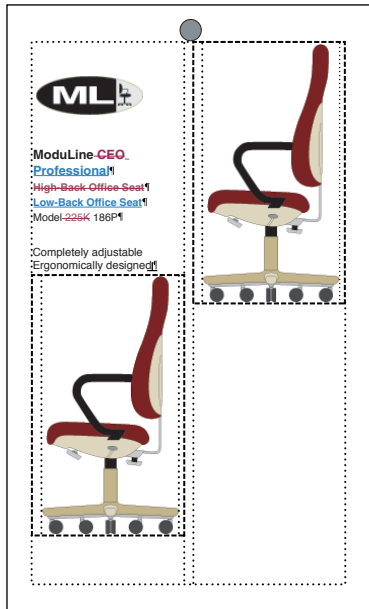 ML
ModuLine CEO
Professional¶
High-Back Office Seat¶
Low-Back Office Seat¶
Model 225K 186P¶
Completely adjustable
Ergonomically designed¶